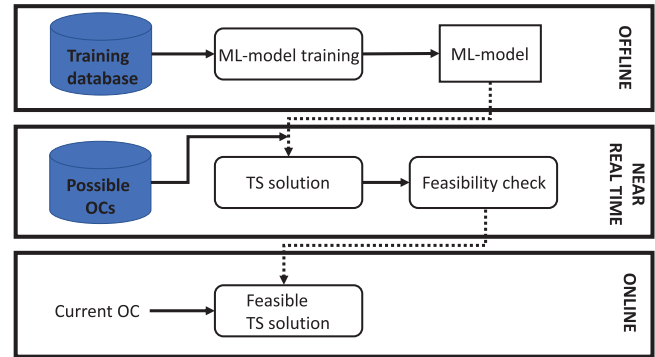 Training
database
ML-model training
ML-model
OFFLINE
Possible
OCs
TS solution
Feasibility check
NEAR
REAL TIME
Current OC
Feasible
TS solution
ONLINE